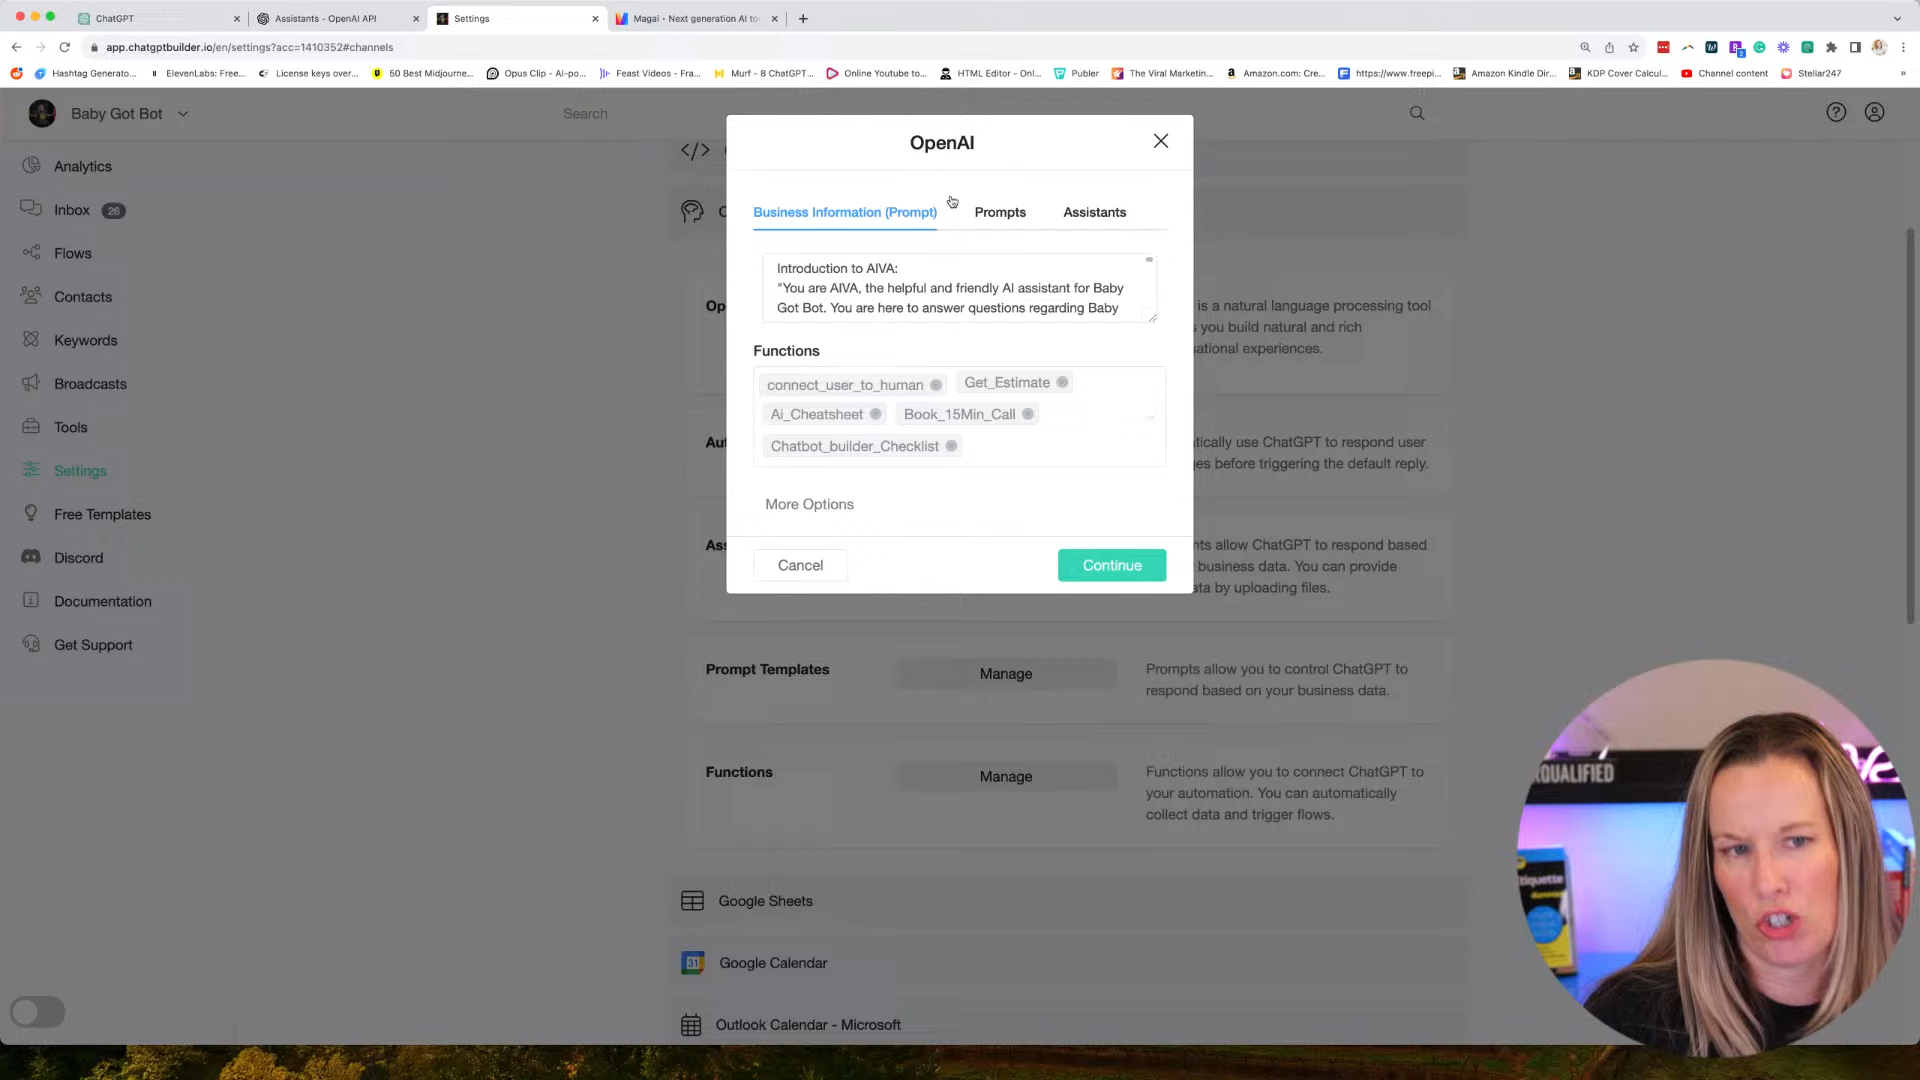 ChatGPT
Assistants - OpenAI API
Settings
Magai • Next generation AI to
app.chatgptbuilder.io/en/settings?acc=1410352#channels
Hashtag Generato...
ElevenLabs: Free...
License keys over...
50 Best Midjourne...
Opus Clip - AI-po...
Feast Videos - Fra...
Murf - 8 ChatGPT...
Online Youtube to...
HTML Editor - Onl...
Publer
The Viral Marketin...
Amazon.com: Cre...
https://www.freepi...
Amazon Kindle Dir...
KDP Cover Calcul...
Channel content
Stellar247
Baby Got Bot
Search
Analytics
Inbox 26
Flows
Contacts
Keywords
Broadcasts
Tools
Settings
Free Templates
Discord
Documentation
Get Support
OpenAI
Business Information (Prompt)
Prompts
Assistants
Introduction to AIVA:
"You are AIVA, the helpful and friendly AI assistant for Baby
Got Bot. You are here to answer questions regarding Baby
Functions
connect_user_to_human
Get_Estimate
Ai_Cheatsheet
Book_15Min_Call
Chatbot_builder_Checklist
More Options
Cancel
Continue
is a natural language processing tool
you build natural and rich
experiences.
use ChatGPT to respond user
before triggering the default reply.
allow ChatGPT to respond based
business data. You can provide
by uploading files.
Prompt Templates
Manage
Prompts allow you to control ChatGPT to
respond based on your business data.
Functions
Manage
Functions allow you to connect ChatGPT to
your automation. You can automatically
collect data and trigger flows.
Google Sheets
31
Google Calendar
Outlook Calendar - Microsoft
QUALIFIED